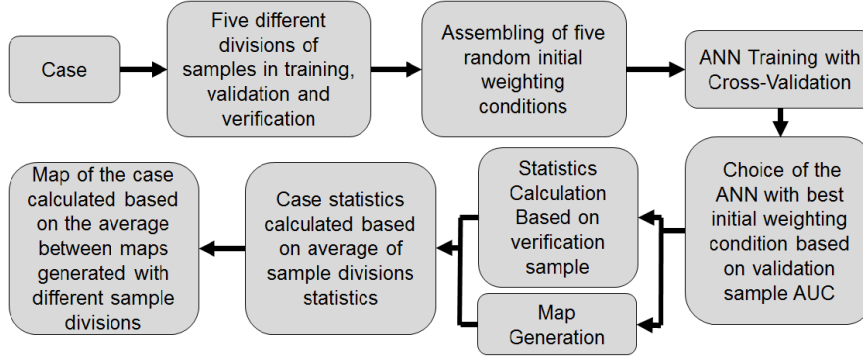 Case
Five different
divisions of
samples in training,
validation and
verification
Assembling of five
random initial
weighting
conditions
ANN Training with
Cross-Validation
Choice of the
ANN with best
initial weighting
condition based
on validation
sample AUC
Statistics
Calculation
Based on
verification
sample
Map
Generation
Case statistics
calculated based
on average of
sample divisions
statistics
Map of the case
calculated based
on the average
between maps
generated with
different sample
divisions